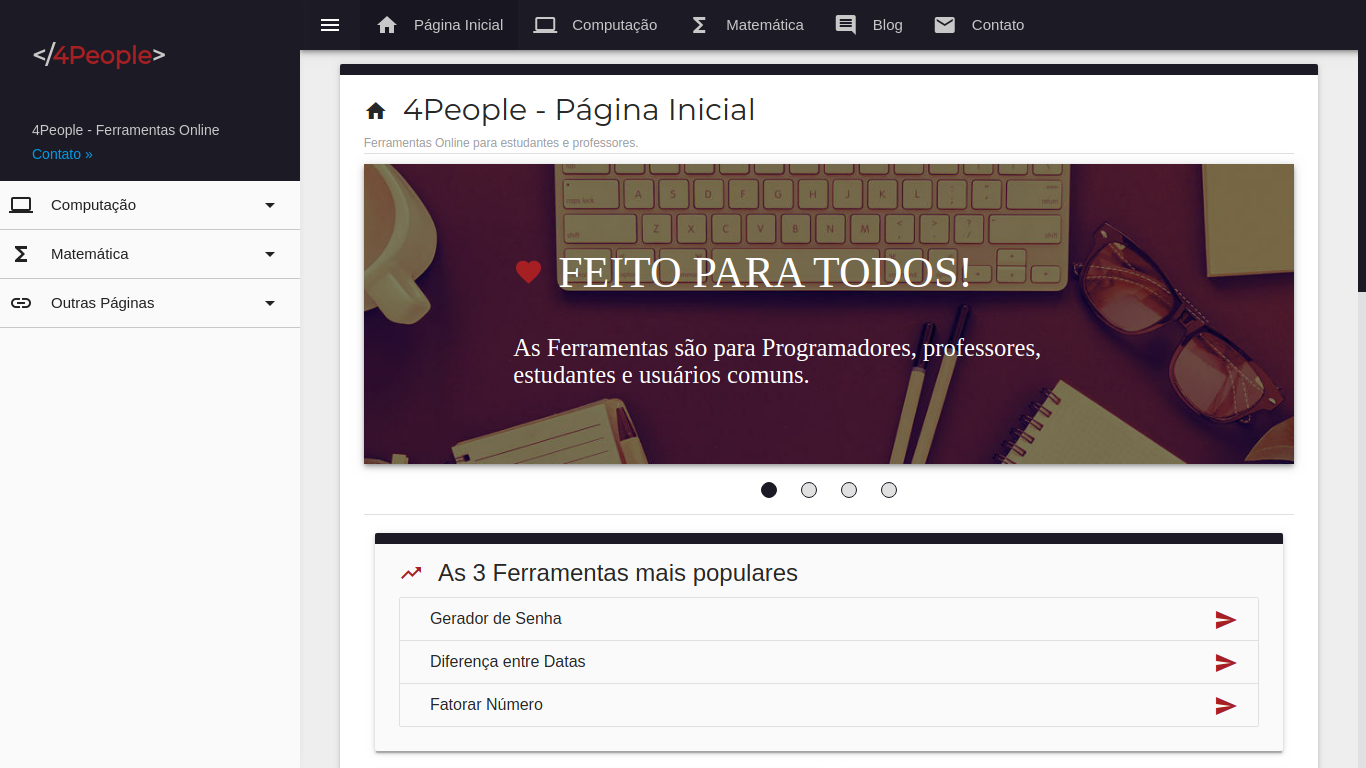 </4People>
4People - Ferramentas Online
Contato »
Computação
Matemática
Outras Páginas
Página Inicial
Computação
Matemática
Blog
Contato
4People - Página Inicial
Ferramentas Online para estudantes e professores.
A S D F G H J K L
Z X C V B N M
FEITO PARA TODOS!
As Ferramentas são para Programadores, professores,
estudantes e usuários comuns.
As 3 Ferramentas mais populares
Gerador de Senha
Diferença entre Datas
Fatorar Número